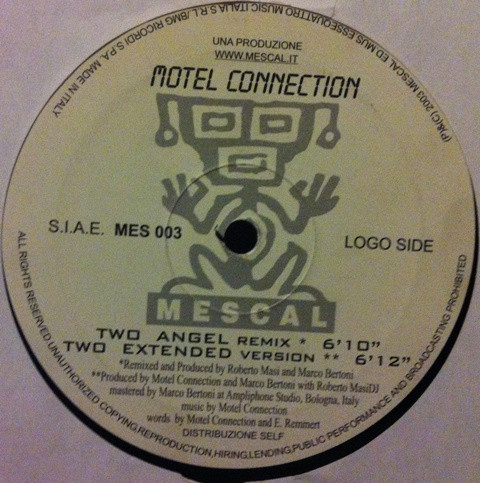 (P)&(C) 2003 MESCAL ED MUS ESSEQUATTRO MUSIC ITALIA S R.L./BMG RICORDI S.P.A. MADE IN ITALY
UNA PRODUZIONE
WWW.MESCAL.IT
MOTEL CONNECTION
S.I.A.E. MES 003
LOGO SIDE
MESCAL
TWO ANGEL REMIX * 6'10"
TWO EXTENDED VERSION ** 6'12"
*Remixed and Produced by Roberto Masi and Marco Bertoni
**Produced by Motel Connection and Marco Bertoni with Roberto MasiDJ
mastered by Marco Bertoni at Ampliphone Studio, Bologna, Italy
music by Motel Connection
words by Motel Connection and E. Remmert
DISTRIBUZIONE SELF
ALL RIGHTS RESERVED UNAUTHORIZED COPYING,REPRODUCTION,HIRING,LENDING,PUBLIC PERFORMANCE AND BROADCASTING PROHIBITED